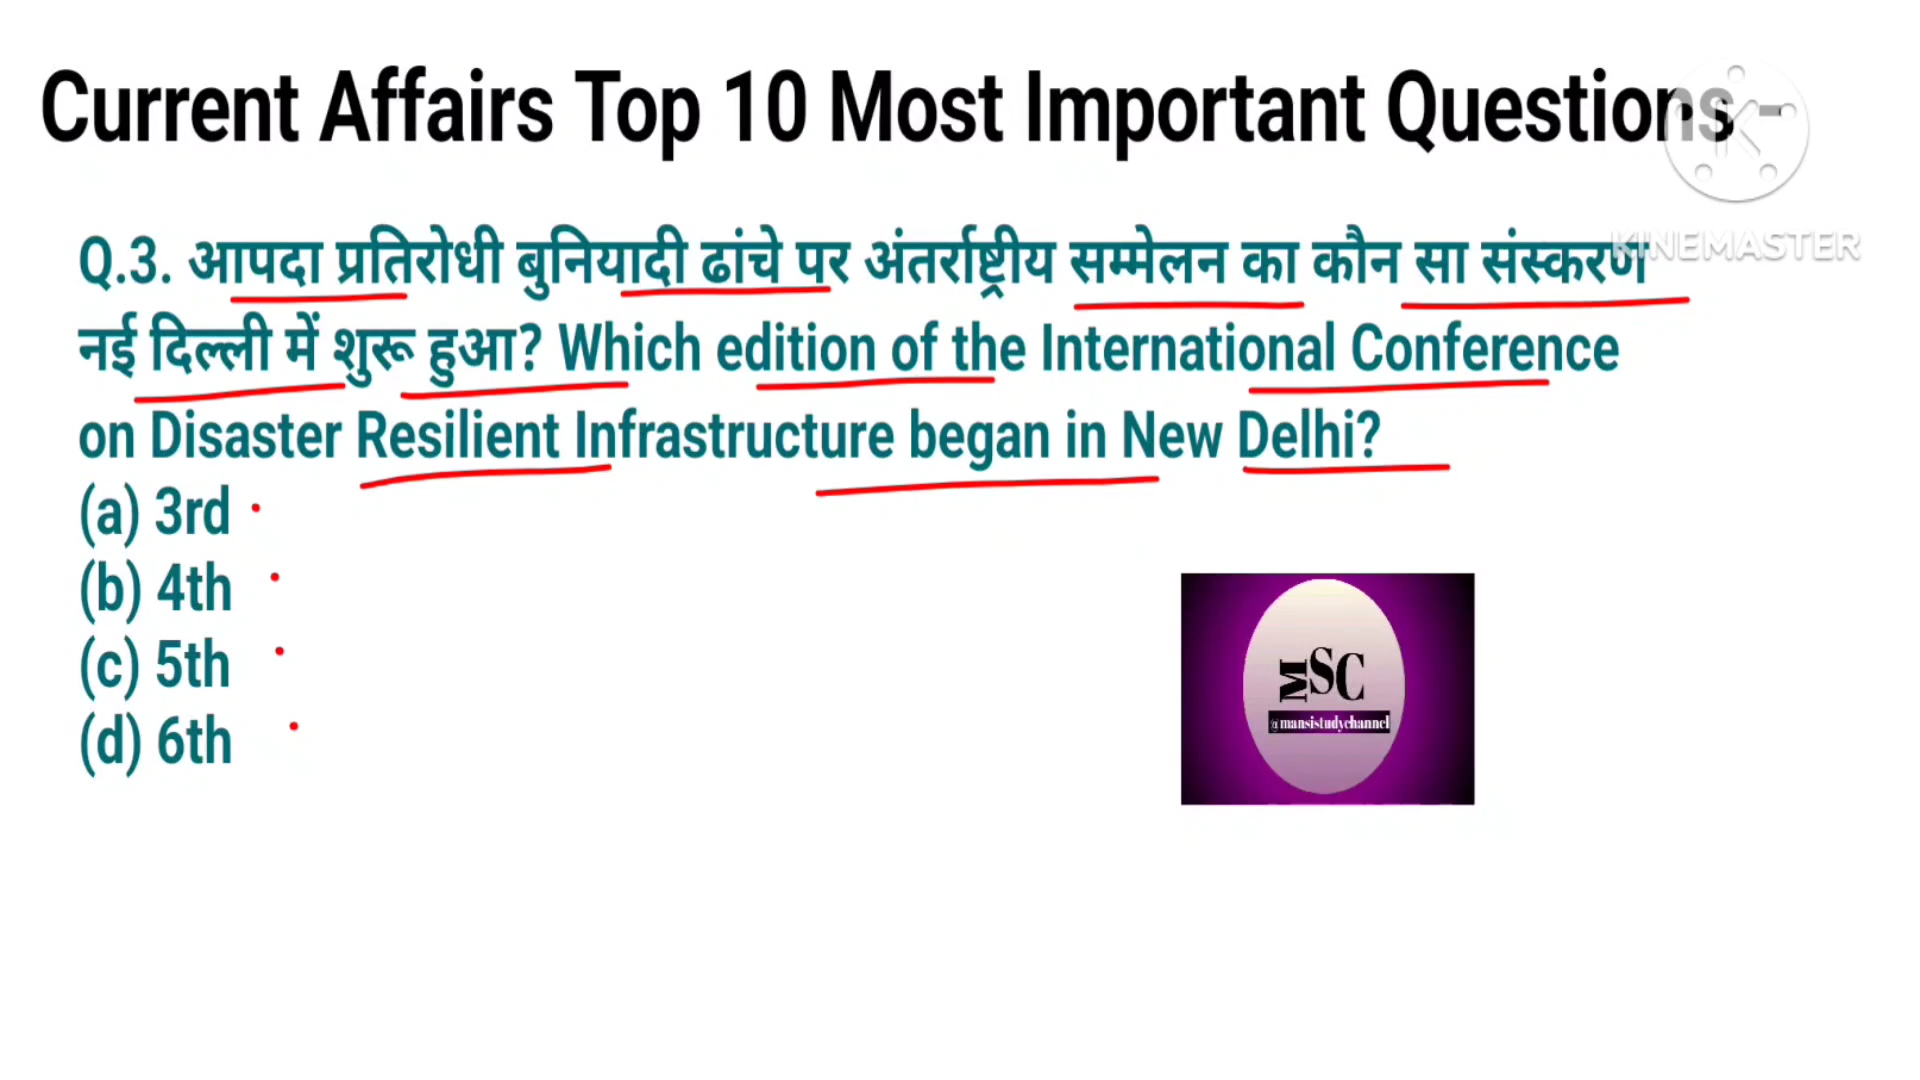 Current Affairs Top 10 Most Important Questions -
Q.3. आपदा प्रतिरोधी बुनियादी ढांचे पर अंतर्राष्ट्रीय सम्मेलन का कौन सा संस्करण
KINEMASTER
नई दिल्ली में शुरू हुआ? Which edition of the International Conference
on Disaster Resilient Infrastructure began in New Delhi?
(a) 3rd
(b) 4th
(c) 5th
(d) 6th
MSC
@mansistudychannel